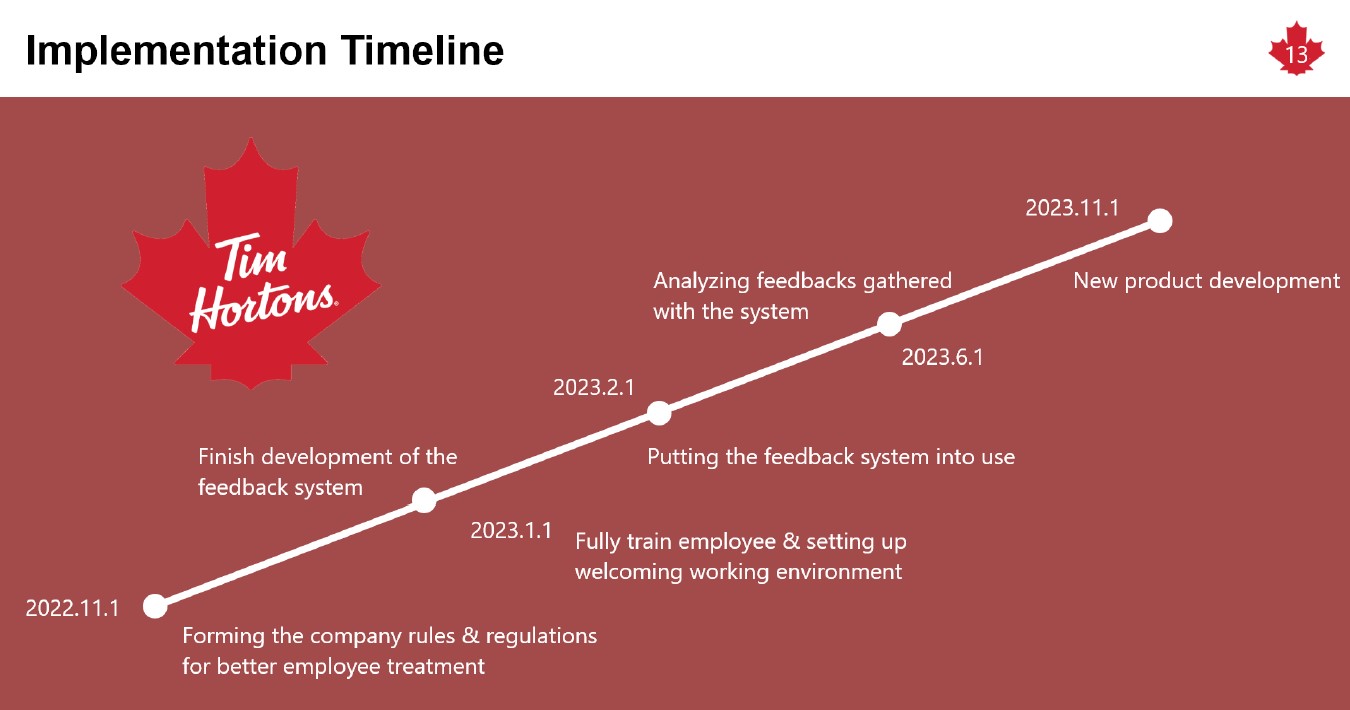 Implementation Timeline
13
Tim
Hortons®
2023.11.1
New product development
Analyzing feedbacks gathered
with the system
2023.6.1
2023.2.1
Putting the feedback system into use
Finish development of the
feedback system
2023.1.1
Fully train employee & setting up
welcoming working environment
2022.11.1
Forming the company rules & regulations
for better employee treatment